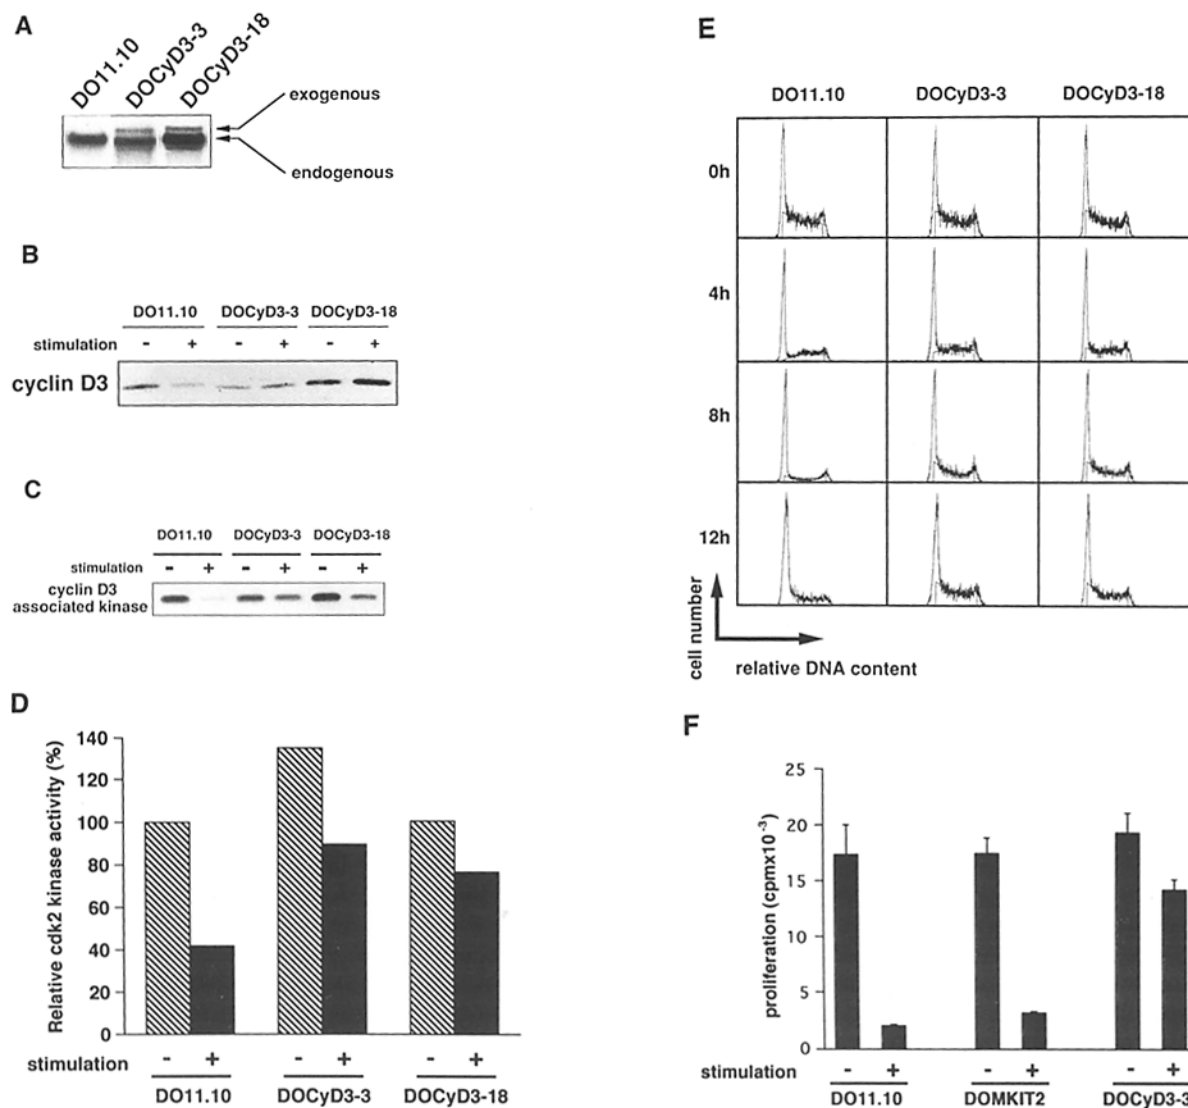 A
DO11.10
DOCyD3-3
DOCyD3-18
exogenous
endogenous
B
DO11.10 DOCyD3-3 DOCyD3-18
stimulation - + - + - +
cyclin D3
C
DO11.10 DOCyD3-3 DOCyD3-18
stimulation - + - + - +
cyclin D3
associated kinase
D
Relative cdk2 kinase activity (%)
140
120
100
80
60
40
20
0
stimulation - + - + - +
DO11.10 DOCyD3-3 DOCyD3-18
E
DO11.10 DOCyD3-3 DOCyD3-18
0h
4h
8h
12h
cell number
relative DNA content
F
proliferation (cpmx10⁻³)
25
20
15
10
5
0
stimulation - + - + - +
DO11.10 DOMKIT2 DOCyD3-3